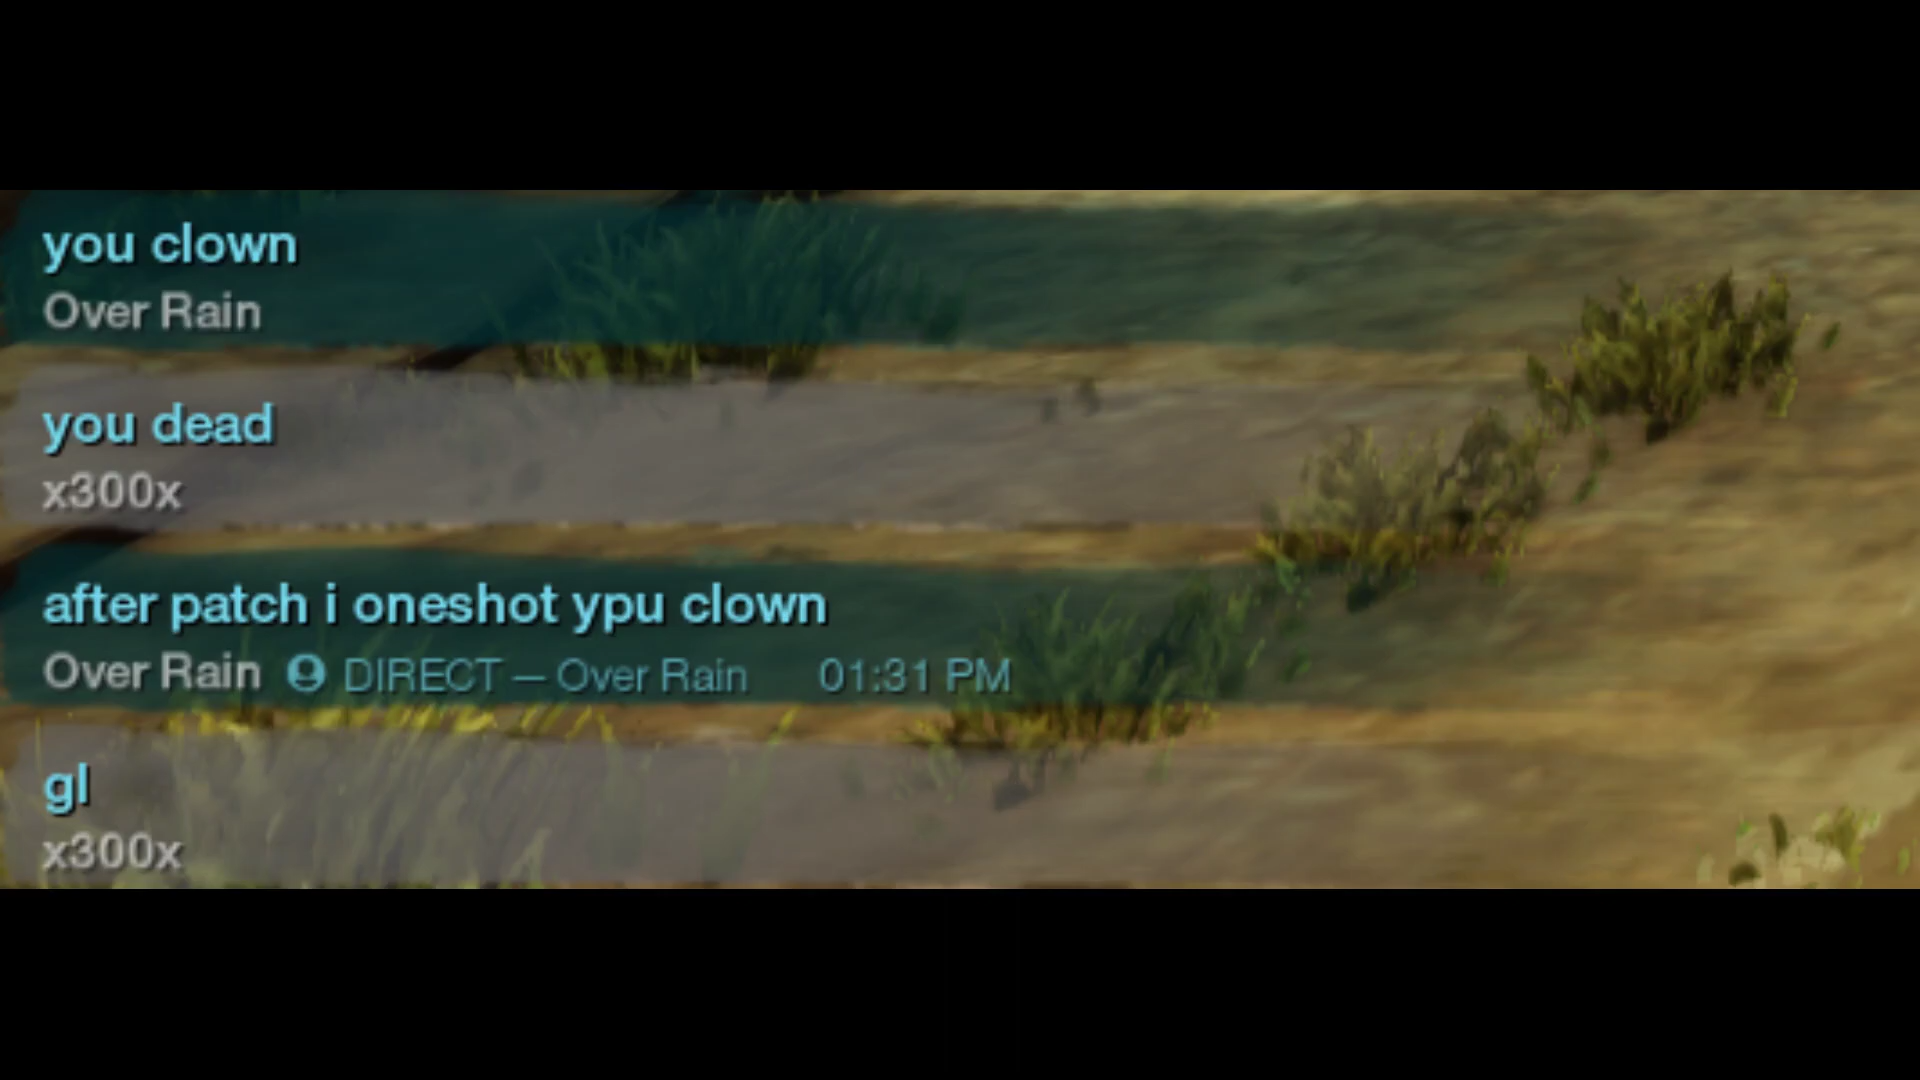 you clown
Over Rain
you dead
x300x
after patch i oneshot ypu clown
Over Rain DIRECT — Over Rain 01:31 PM
gl
x300x